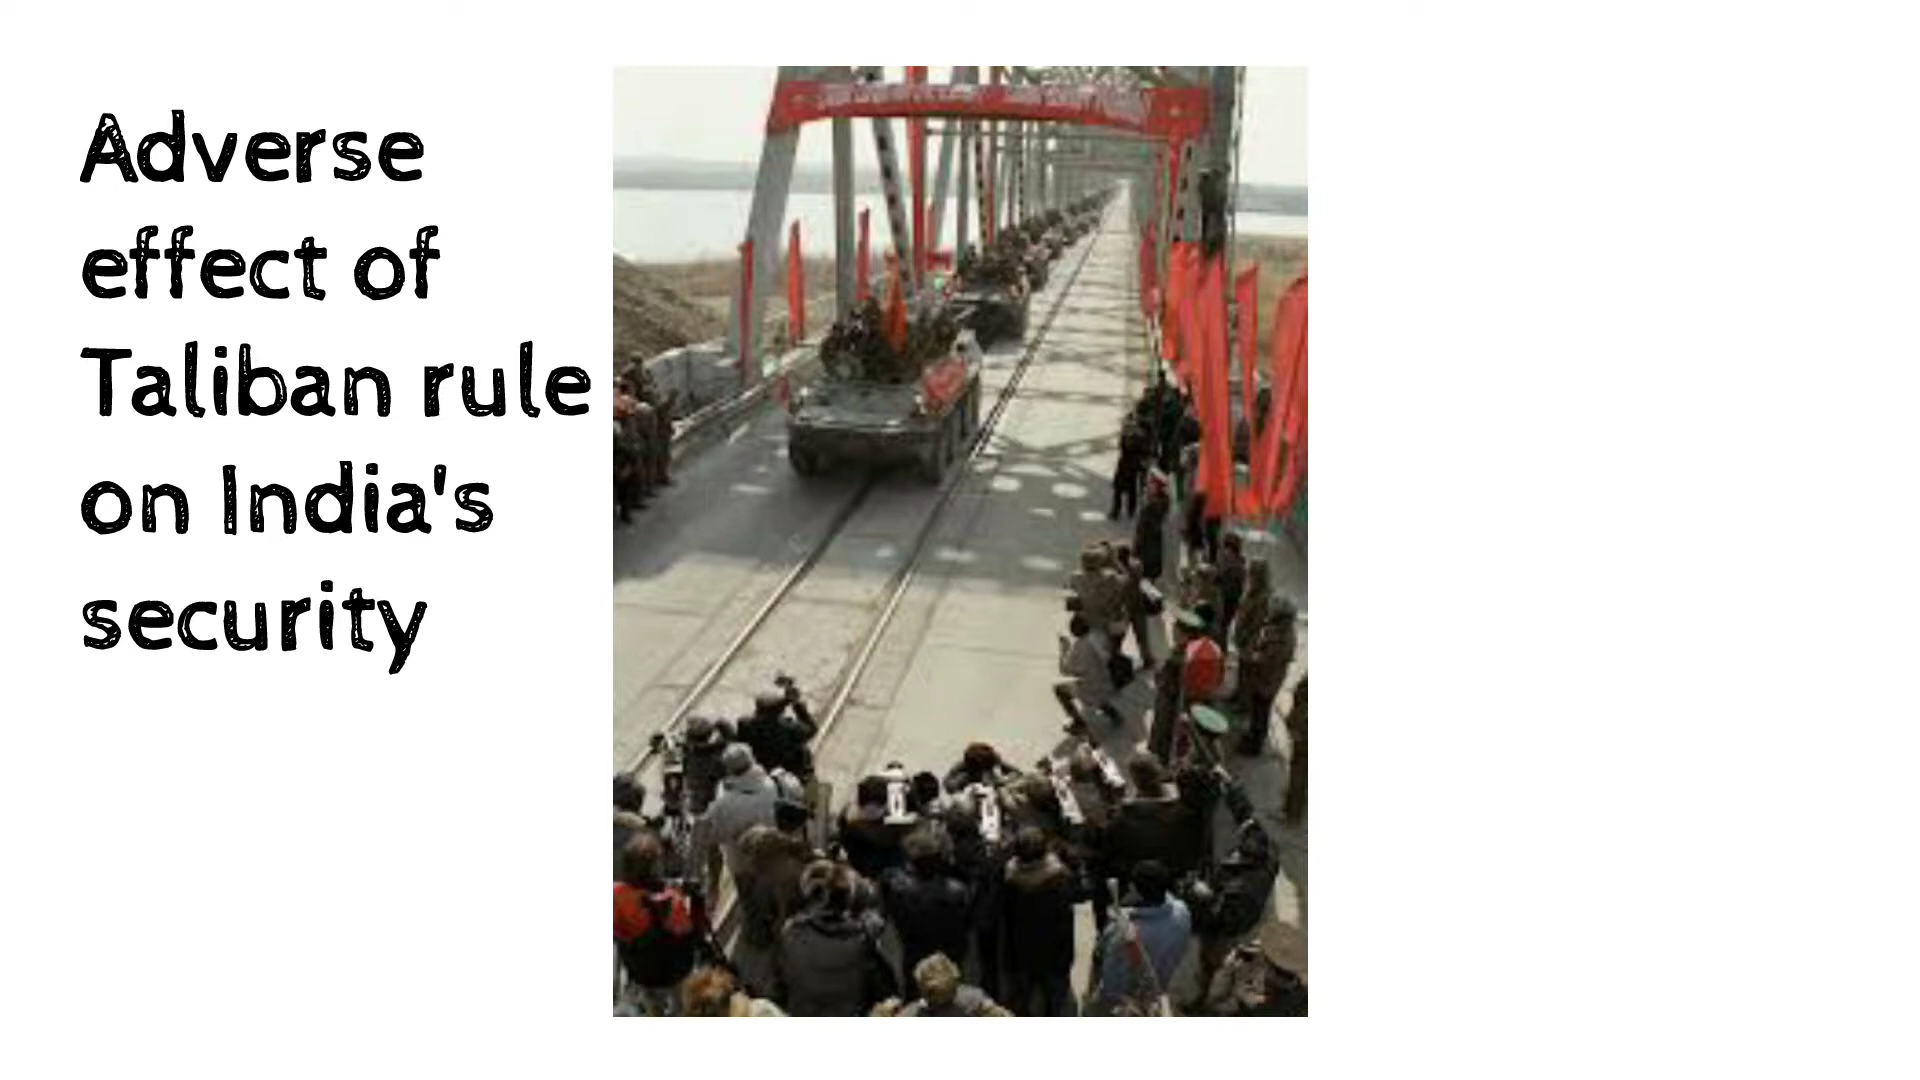 Adverse
effect of
Taliban rule
on India's
security